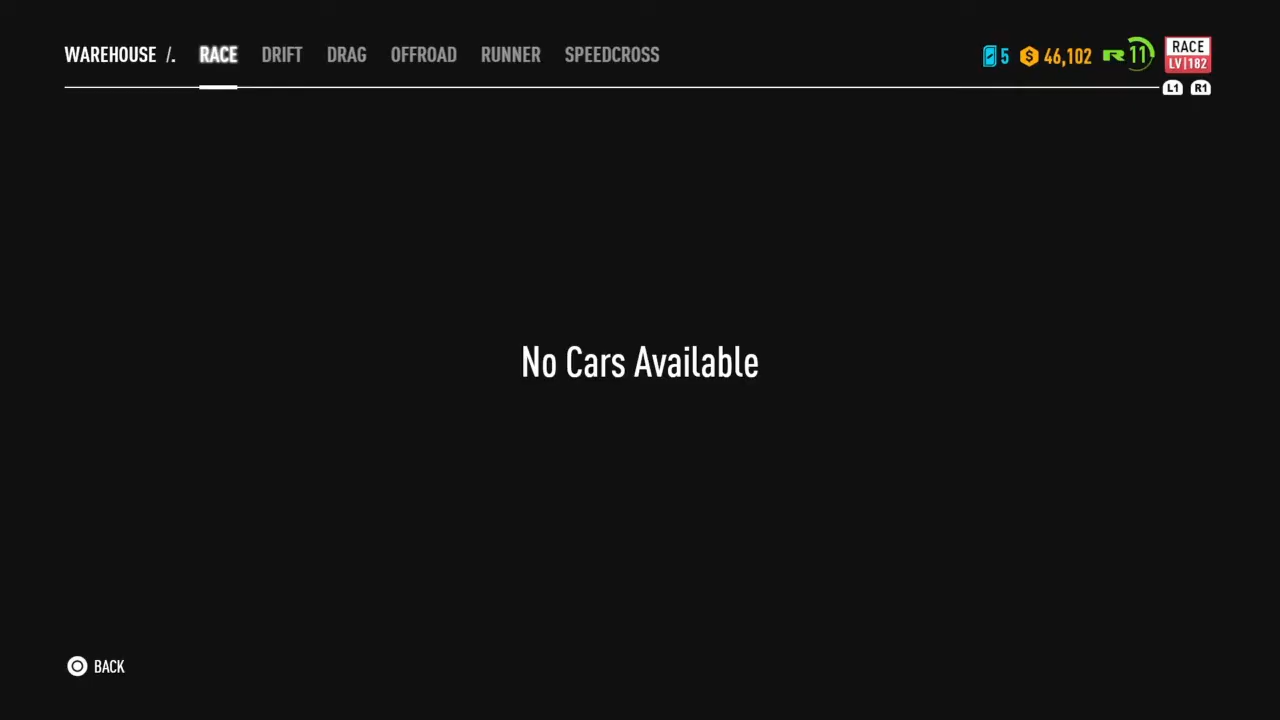 WAREHOUSE /. RACE DRIFT DRAG OFFROAD RUNNER SPEEDCROSS 5 46,102 R 11 RACE
LV|182
L1 R1
No Cars Available
BACK